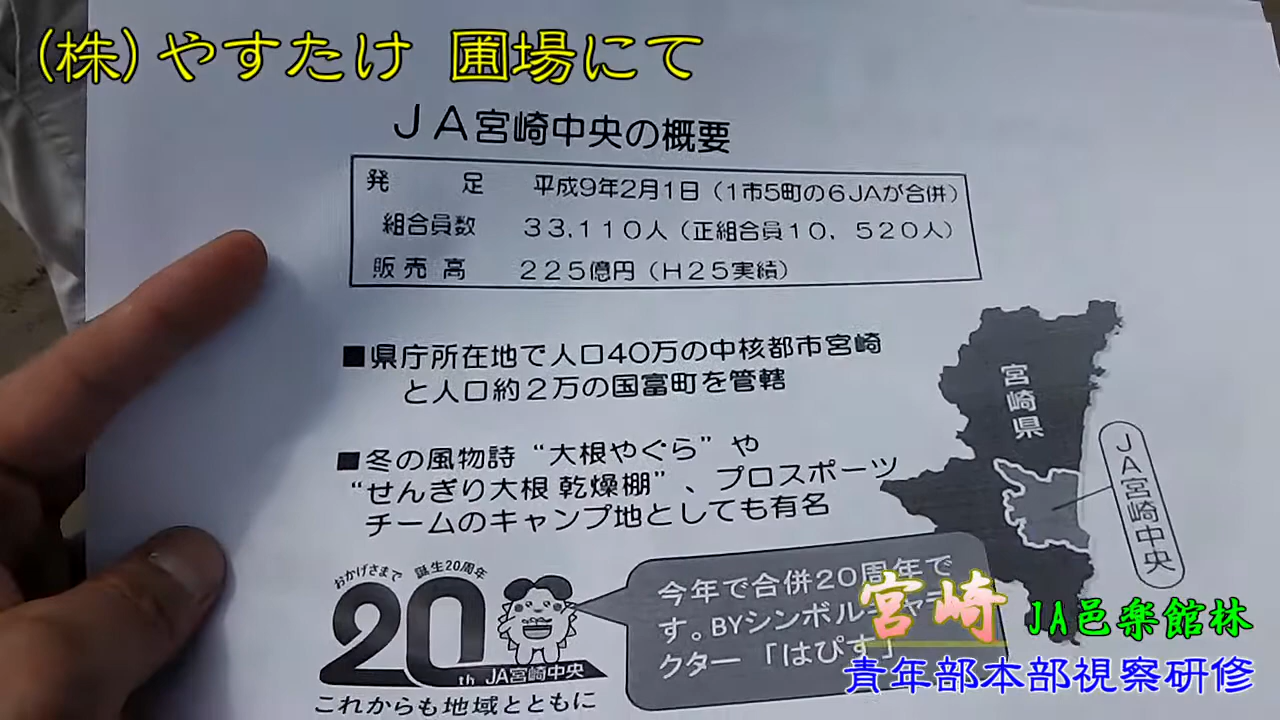 (株)やすたけ 圃場にて
JA宮崎中央の概要
発足 平成9年2月1日（1市5町の6JAが合併）
組合員数 33,110人（正組合員10,520人）
販売高 225億円（H25実績）
■県庁所在地で人口40万の中核都市宮崎
と人口約2万の国富町を管轄
■冬の風物詩“大根やぐら”や
“せんぎり大根 乾燥棚”、プロスポーツ
チームのキャンプ地としても有名
宮崎県
JA宮崎中央
おかげさまで 誕生20周年
20th JA宮崎中央
これからも地域とともに
今年で合併20周年で
す。BYシンボルキャラ
クター「はぴす」
宮崎 JA邑楽館林
青年部本部視察研修